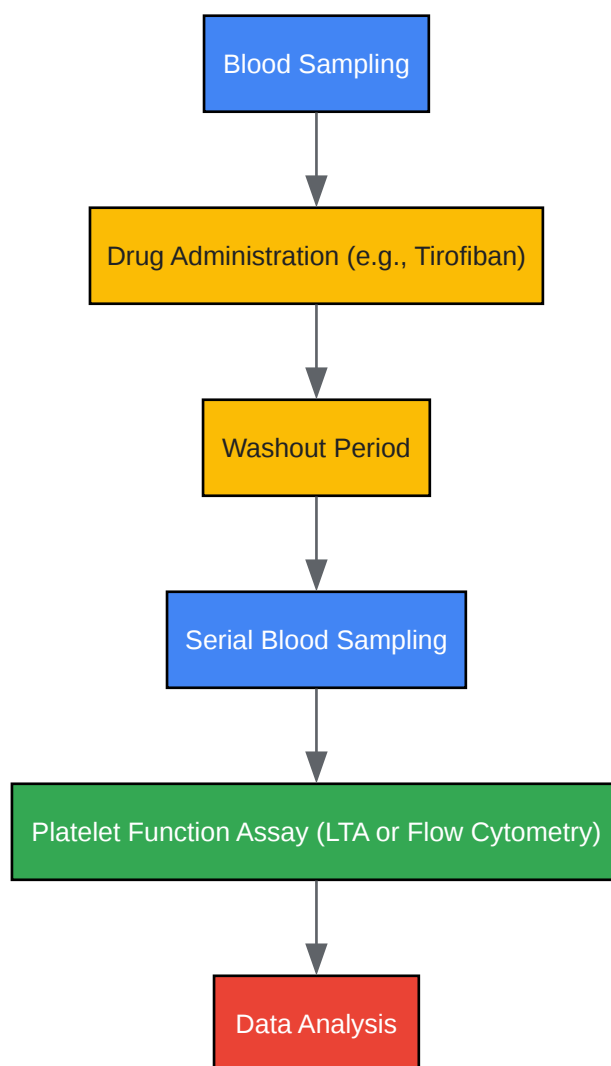 Blood Sampling
Drug Administration (e.g., Tirofiban)
Washout Period
Serial Blood Sampling
Platelet Function Assay (LTA or Flow Cytometry)
Data Analysis